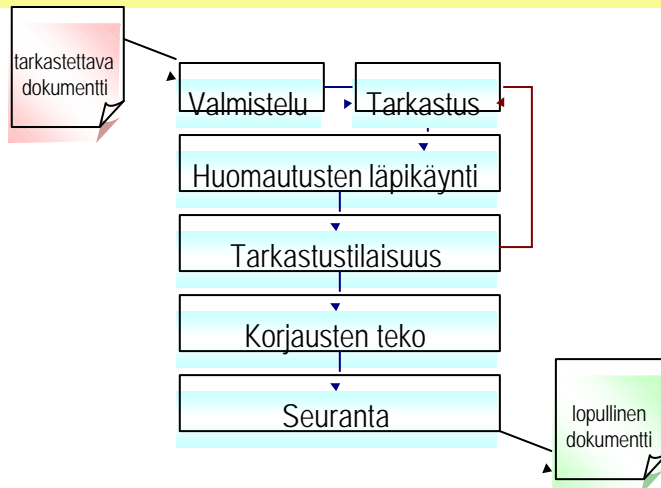 tarkastettava
dokumentti
Valmistelu
Tarkastus
Huomautusten läpikäynti
Tarkastustilaisuus
Korjausten teko
Seuranta
lopullinen
dokumentti